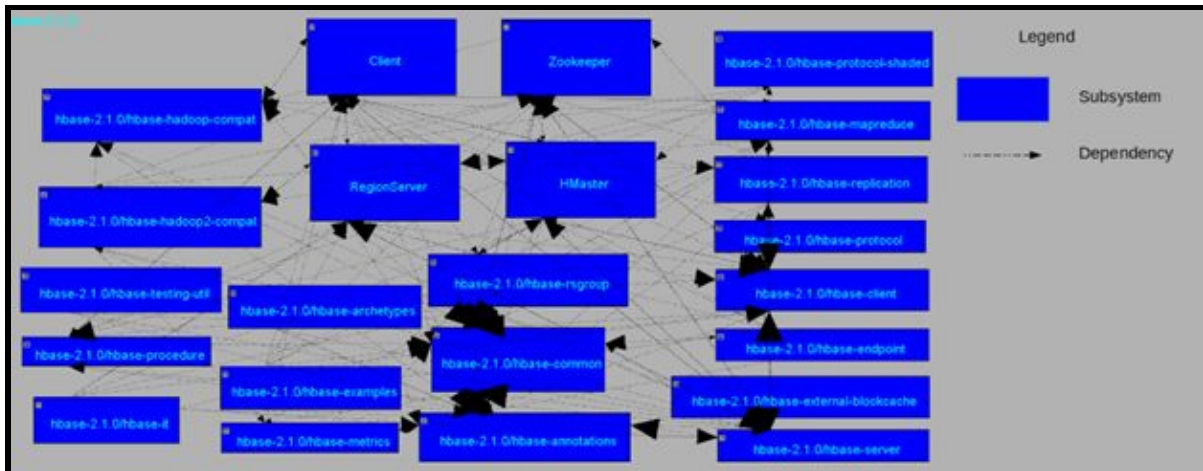 Client
Zookeeper
hbase-2.1.0/hbase-protocol-shaded
Legend
Subsystem
hbase-2.1.0/hbase-hadoop-compat
hbase-2.1.0/hbase-mapreduce
Dependency
RegionServer
HMaster
hbase-2.1.0/hbase-replication
hbase-2.1.0/hbase-hadoop2-compat
hbase-2.1.0/hbase-protocol
hbase-2.1.0/hbase-testing-util
hbase-2.1.0/hbase-rsgroup
hbase-2.1.0/hbase-client
hbase-2.1.0/hbase-archetypes
hbase-2.1.0/hbase-procedure
hbase-2.1.0/hbase-common
hbase-2.1.0/hbase-endpoint
hbase-2.1.0/hbase-examples
hbase-2.1.0/hbase-external-blockcache
hbase-2.1.0/hbase-it
hbase-2.1.0/hbase-metrics
hbase-2.1.0/hbase-annotations
hbase-2.1.0/hbase-server